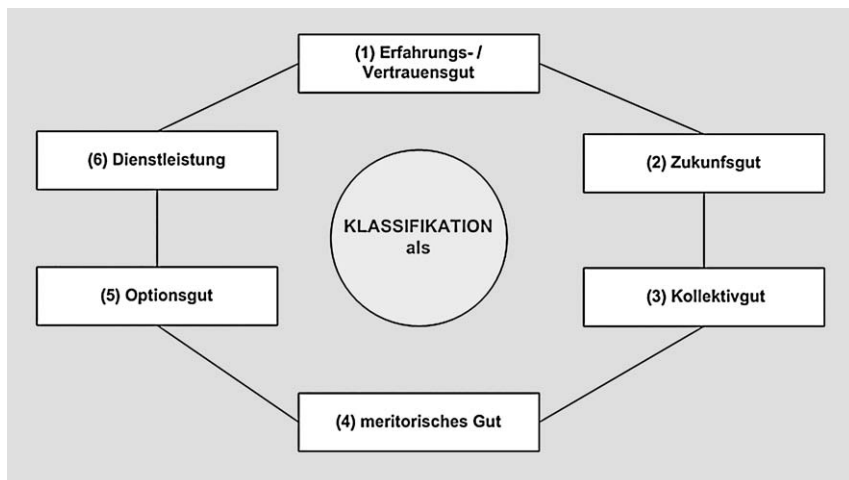 (1) Erfahrungs- /
Vertrauensgut
(2) Zukunfsgut
(3) Kollektivgut
(4) meritorisches Gut
(5) Optionsgut
(6) Dienstleistung
KLASSIFIKATION
als